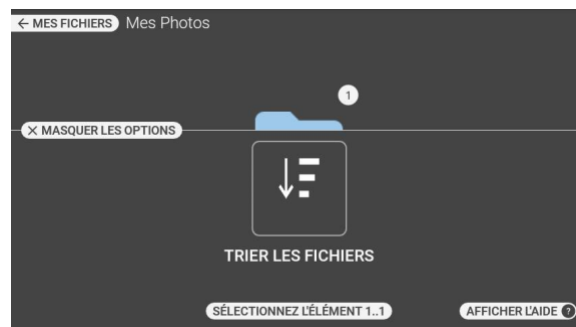 ← MES FICHIERS Mes Photos
1
× MASQUER LES OPTIONS
TRIER LES FICHIERS
SÉLECTIONNEZ L'ÉLÉMENT 1..1
AFFICHER L'AIDE ?